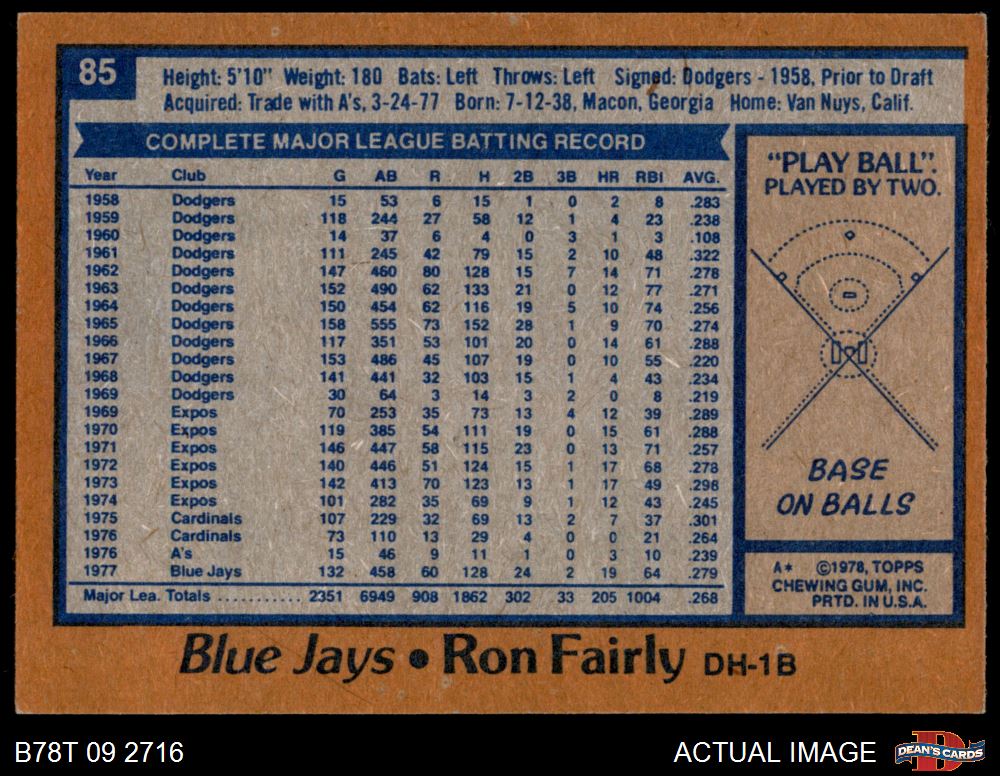 85
Height: 5'10" Weight: 180 Bats: Left Throws: Left Signed: Dodgers - 1958, Prior to Draft
Acquired: Trade with A's, 3-24-77 Born: 7-12-38, Macon, Georgia Home: Van Nuys, Calif.
COMPLETE MAJOR LEAGUE BATTING RECORD
Year Club G AB R H 2B 3B HR RBI AVG.
1958 Dodgers 15 53 6 15 1 0 2 8 .283
1959 Dodgers 118 244 27 58 12 1 4 23 .238
1960 Dodgers 14 37 6 4 0 3 1 3 .108
1961 Dodgers 111 245 42 79 15 2 10 48 .322
1962 Dodgers 147 460 80 128 15 7 14 71 .278
1963 Dodgers 152 490 62 133 21 0 12 77 .271
1964 Dodgers 150 454 62 116 19 5 10 74 .256
1965 Dodgers 158 555 73 152 28 1 9 70 .274
1966 Dodgers 117 351 53 101 20 0 14 61 .288
1967 Dodgers 153 486 45 107 19 0 10 55 .220
1968 Dodgers 141 441 32 103 15 1 4 43 .234
1969 Dodgers 30 64 3 14 3 2 0 8 .219
1969 Expos 70 253 35 73 13 4 12 39 .289
1970 Expos 119 385 54 111 19 0 15 61 .288
1971 Expos 146 447 58 115 23 0 13 71 .257
1972 Expos 140 446 51 124 15 1 17 68 .278
1973 Expos 142 413 70 123 13 1 17 49 .298
1974 Expos 101 282 35 69 9 1 12 43 .245
1975 Cardinals 107 229 32 69 13 2 7 37 .301
1976 Cardinals 73 110 13 29 4 0 0 21 .264
1976 A's 15 46 9 11 1 0 3 10 .239
1977 Blue Jays 132 458 60 128 24 2 19 64 .279
Major Lea. Totals ........... 2351 6949 908 1862 302 33 205 1004 .268
"PLAY BALL".
PLAYED BY TWO.
BASE
ON BALLS
A* ©1978, TOPPS
CHEWING GUM, INC.
PRTD. IN U.S.A.
Blue Jays • Ron Fairly DH-1B
B78T 09 2716
ACTUAL IMAGE
D
DEAN'S CARDS